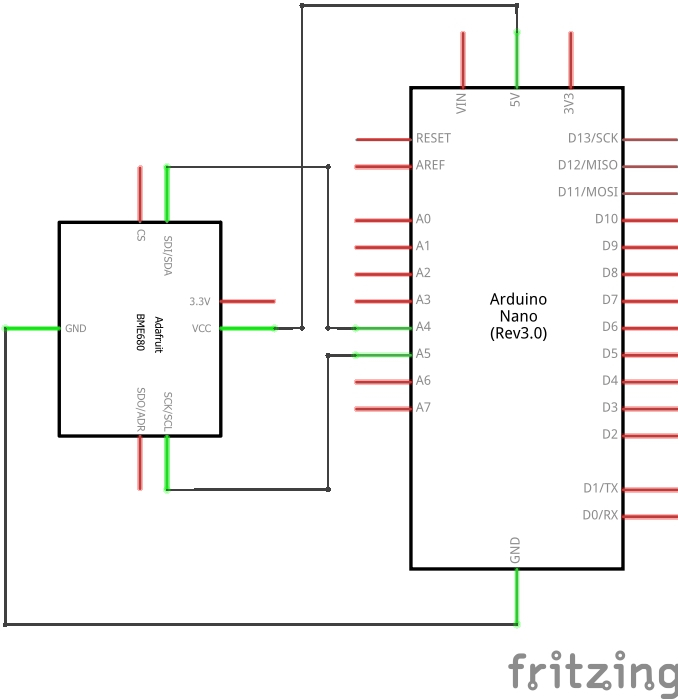 VIN
5V
3V3
RESET
AREF
A0
A1
A2
A3
A4
A5
A6
A7
D13/SCK
D12/MISO
D11/MOSI
D10
D9
D8
D7
D6
D5
D4
D3
D2
D1/TX
D0/RX
Arduino
Nano
(Rev3.0)
GND
CS
SDI/SDA
3.3V
VCC
GND
Adafruit
BME680
SDO/ADR
SCK/SCL
fritzing